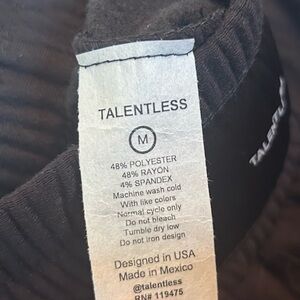 TALENTLESS
M
48% POLYESTER
48% RAYON
4% SPANDEX
Machine wash cold
With like colors
Normal cycle only
Do not bleach
Tumble dry low
Do not iron design
Designed in USA
Made in Mexico
@talentless
RN# 119475